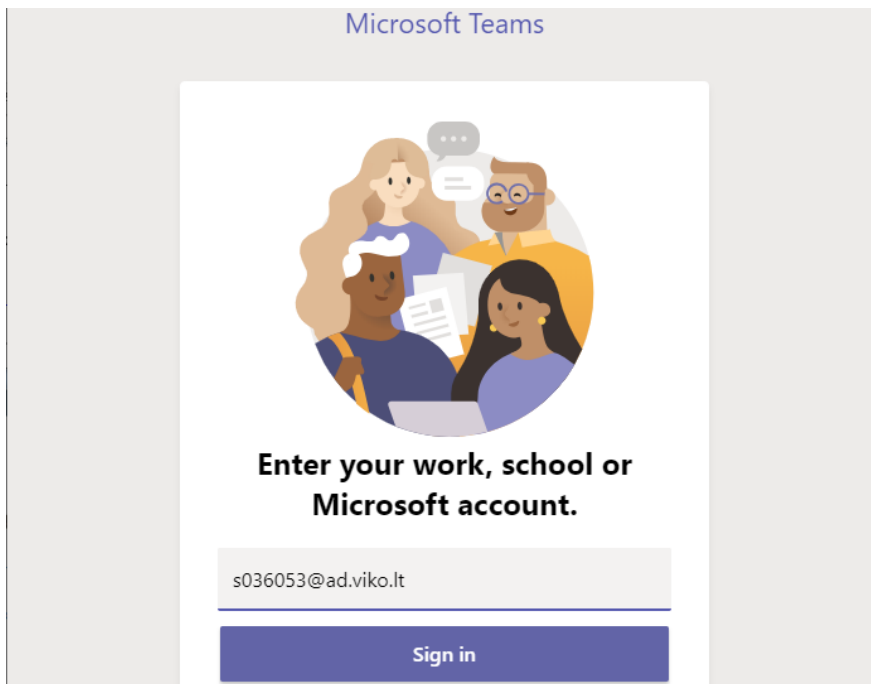 Microsoft Teams
Enter your work, school or
Microsoft account.
s036053@ad.viko.lt
Sign in